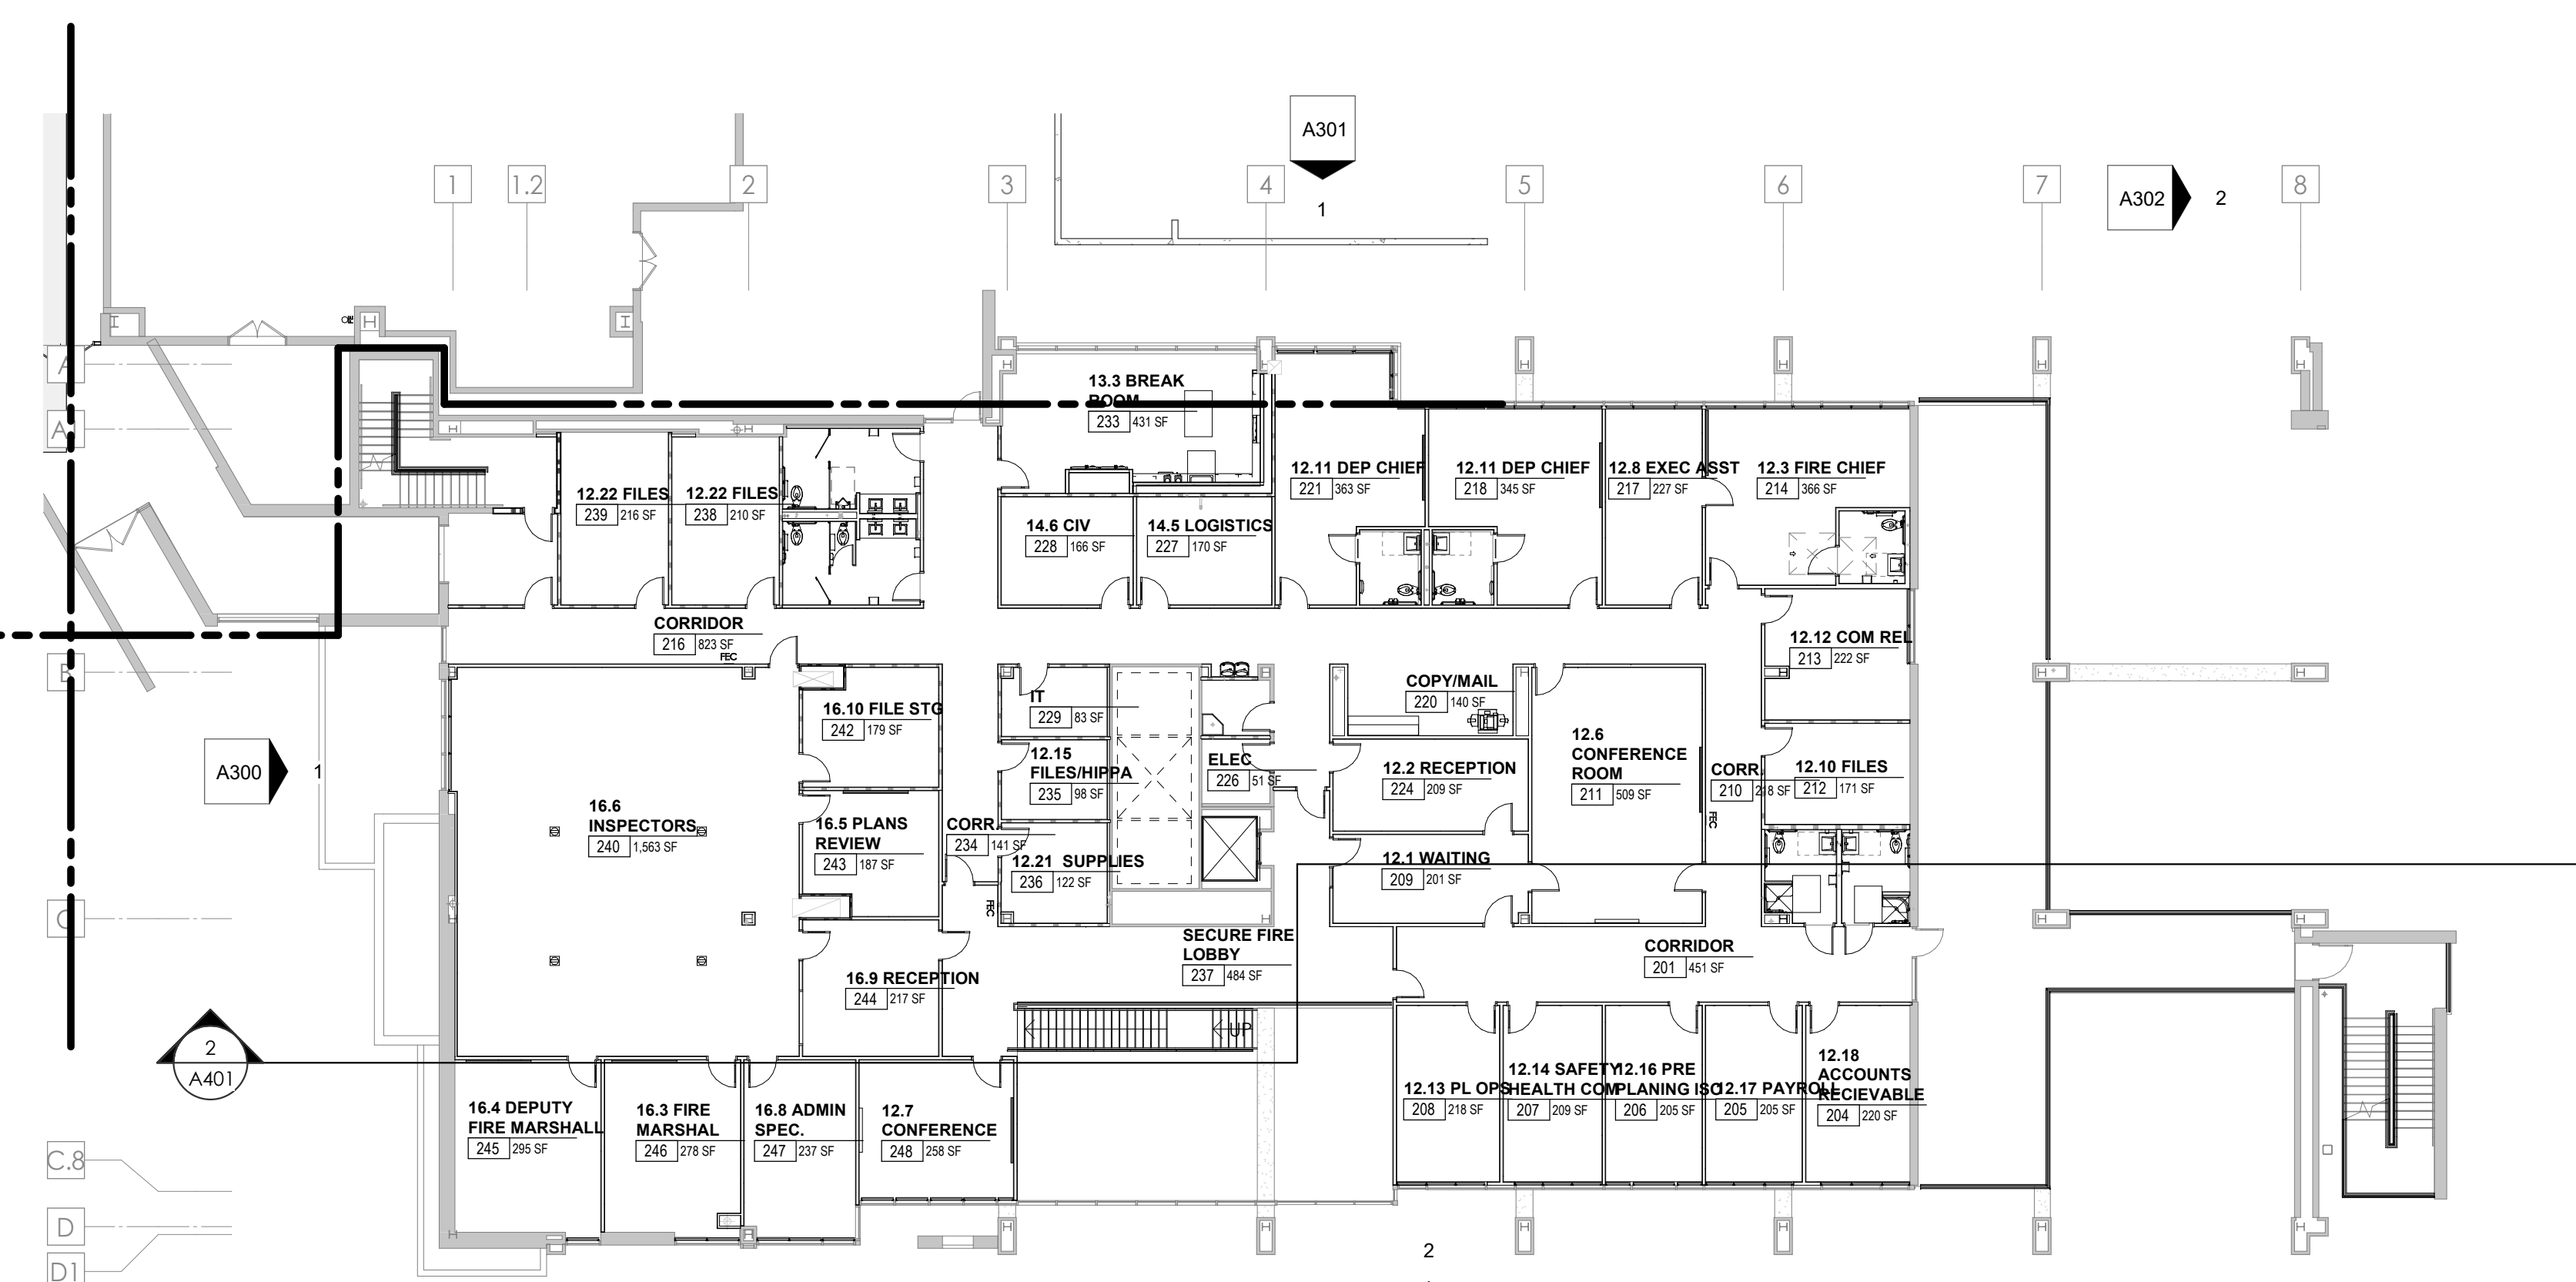 A301
1
1
1.2
2
3
4
5
6
7
8
A302
2
A
A
B
C
C.8
D
D1
13.3 BREAK
ROOM
233 431 SF
12.22 FILES
239 216 SF
12.22 FILES
238 210 SF
14.6 CIV
228 166 SF
14.5 LOGISTICS
227 170 SF
12.11 DEP CHIEF
221 363 SF
12.11 DEP CHIEF
218 345 SF
12.8 EXEC ASST
217 227 SF
12.3 FIRE CHIEF
214 366 SF
CORRIDOR
216 823 SF
FEC
12.12 COM REL
213 222 SF
16.10 FILE STG
242 179 SF
IT
229 83 SF
COPY/MAIL
220 140 SF
12.15
FILES/HIPPA
235 98 SF
ELEC
226 51 SF
12.2 RECEPTION
224 209 SF
12.6
CONFERENCE
ROOM
211 509 SF
CORR.
210 218 SF
FEC
12.10 FILES
212 171 SF
A300
1
16.6
INSPECTORS
240 1,563 SF
16.5 PLANS
REVIEW
243 187 SF
CORR.
234 141 SF
12.21 SUPPLIES
236 122 SF
FEC
12.1 WAITING
209 201 SF
SECURE FIRE
LOBBY
237 484 SF
CORRIDOR
201 451 SF
16.9 RECEPTION
244 217 SF
UP
2
A401
16.4 DEPUTY
FIRE MARSHALL
245 295 SF
16.3 FIRE
MARSHAL
246 278 SF
16.8 ADMIN
SPEC.
247 237 SF
12.7
CONFERENCE
248 258 SF
12.13 PL OPS
208 218 SF
12.14 SAFETY
HEALTH COM
207 209 SF
12.16 PRE
PLANING ISO
206 205 SF
12.17 PAYROLL
205 205 SF
12.18
ACCOUNTS
RECIEVABLE
204 220 SF
2